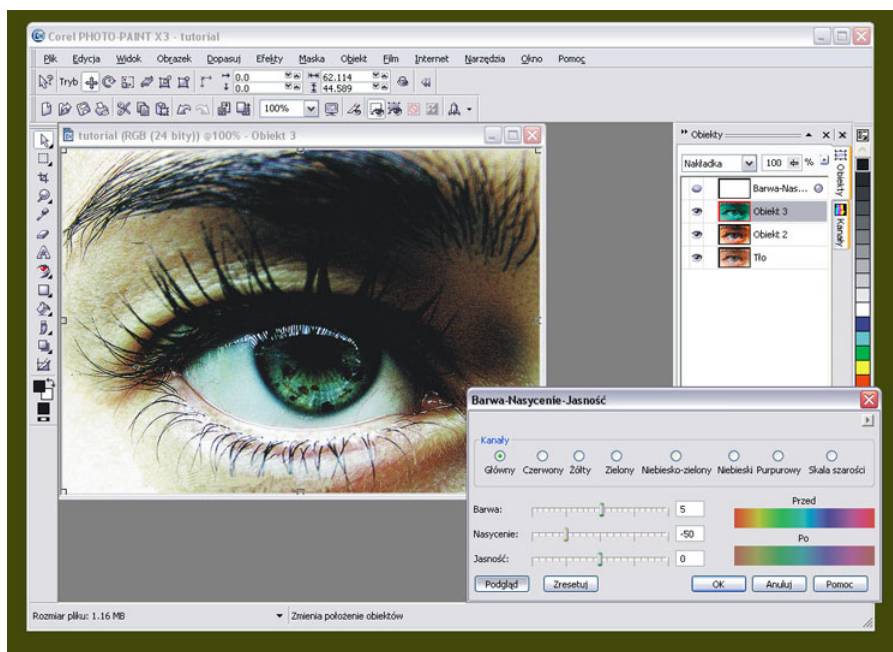 Corel PHOTO-PAINT X3 - tutorial
Plik Edycja Widok Obrazek Dopasuj Efekty Maska Objekt Film Internet Narzędzia Okno Pomoc
Tryb 0.0 62.114
0.0 44.589
100%
tutorial (RGB (24 bity)) @100% - Obiekt 3
Obiekty
Nakładka 100 %
Barwa-Nas...
Obiekt 3
Obiekt 2
Tło
Obiekty
Kanały
Barwa-Nasycenie-Jasność
Kanały
Główny Czerwony Żółty Zielony Niebiesko-zielony Niebieski Purpurowy Skala szarości
Barwa: 5
Nasycenie: -50
Jasność: 0
Przed
Po
Podgląd Zresetuj OK Anuluj Pomoc
Rozmiar pliku: 1.16 MB Zmienia położenie obiektów